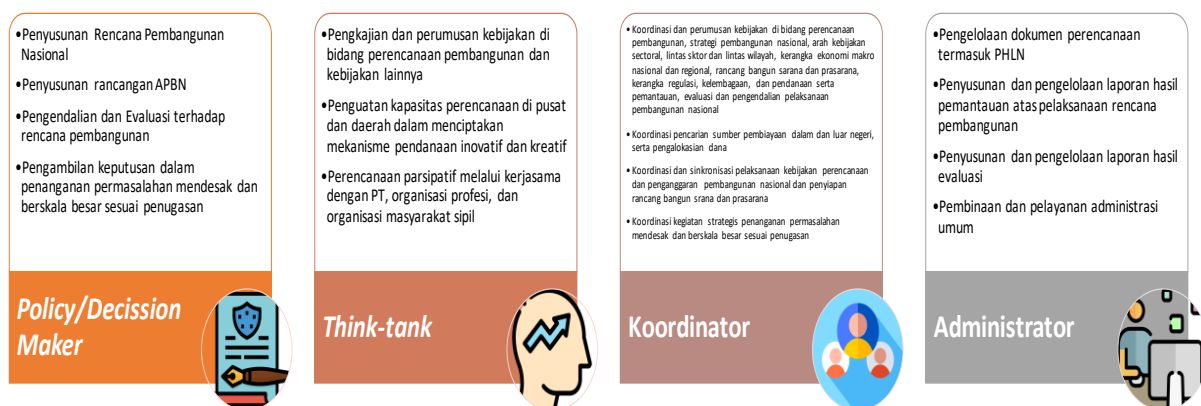 •Penyusunan Rencana Pembangunan
Nasional
•Penyusunan rancangan APBN
•Pengendalian dan Evaluasi terhadap
rencana pembangunan
•Pengambilan keputusan dalam
penanganan permasalahan mendesak dan
berskala besar sesuai penugasan
Policy/Decission
Maker
•Pengkajian dan perumusan kebijakan di
bidang perencanaan pembangunan dan
kebijakan lainnya
•Penguatan kapasitas perencanaan di pusat
dan daerah dalam menciptakan
mekanisme pendanaan inovatif dan kreatif
•Perencanaan parsipatif melalui kerjasama
dengan PT, organisasi profesi, dan
organisasi masyarakat sipil
Think-tank
•Koordinasi dan perumusan kebijakan di bidang perencanaan
pembangunan, strategi pembangunan nasional, arah kebijakan
sectoral, lintas sktor dan lintas wilayah, kerangka ekonomi makro
nasional dan regional, rancang bangun sarana dan prasarana,
kerangka regulasi, kelembagaan, dan pendanaan serta
pemantauan, evaluasi dan pengendalian pelaksanaan
pembangunan nasional
•Koordinasi pencarian sumber pembiayaan dalam dan luar negeri,
serta pengalokasian dana
•Koordinasi dan sinkronisasi pelaksanaan kebijakan perencanaan
dan penganggaran pembangunan nasional dan penyiapan
rancang bangun srana dan prasarana
•Koordinasi kegiatan strategis penanganan permasalahan
mendesak dan berskala besar sesuai penugasan
Koordinator
•Pengelolaan dokumen perencanaan
termasuk PHLN
•Penyusunan dan pengelolaan laporan hasil
pemantauan atas pelaksanaan rencana
pembangunan
•Penyusunan dan pengelolaan laporan hasil
evaluasi
•Pembinaan dan pelayanan administrasi
umum
Administrator